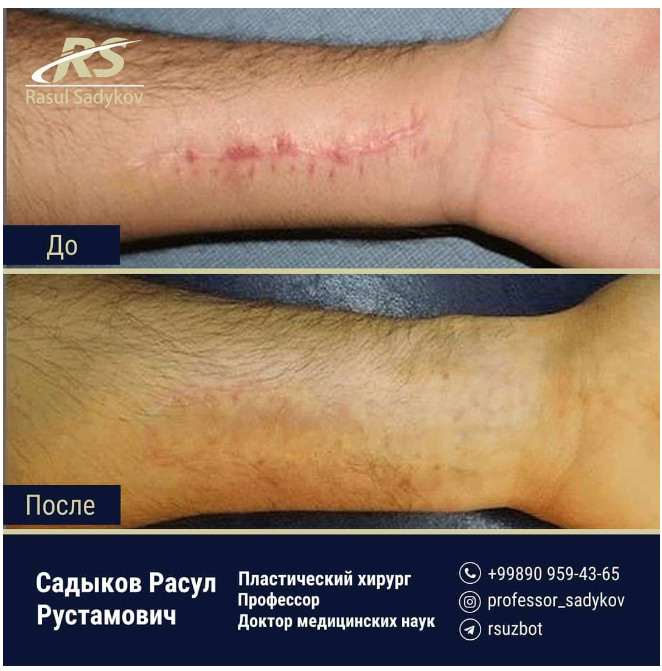 RS
Rasul Sadykov
До
После
Садыков Расул
Рустамович
Пластический хирург
Профессор
Доктор медицинских наук
+99890 959-43-65
professor_sadykov
rsuzbot